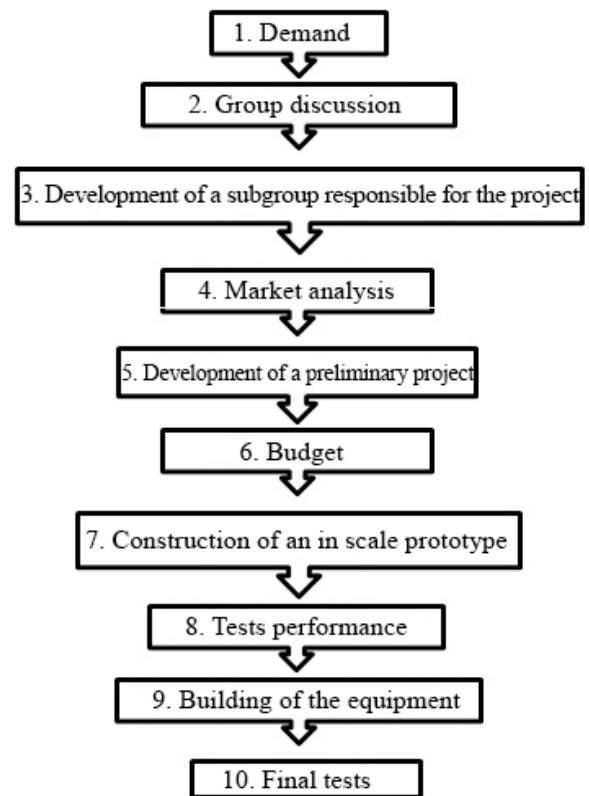 1. Demand
2. Group discussion
3. Development of a subgroup responsible for the project
4. Market analysis
5. Development of a preliminary project
6. Budget
7. Construction of an in scale prototype
8. Tests performance
9. Building of the equipment
10. Final tests